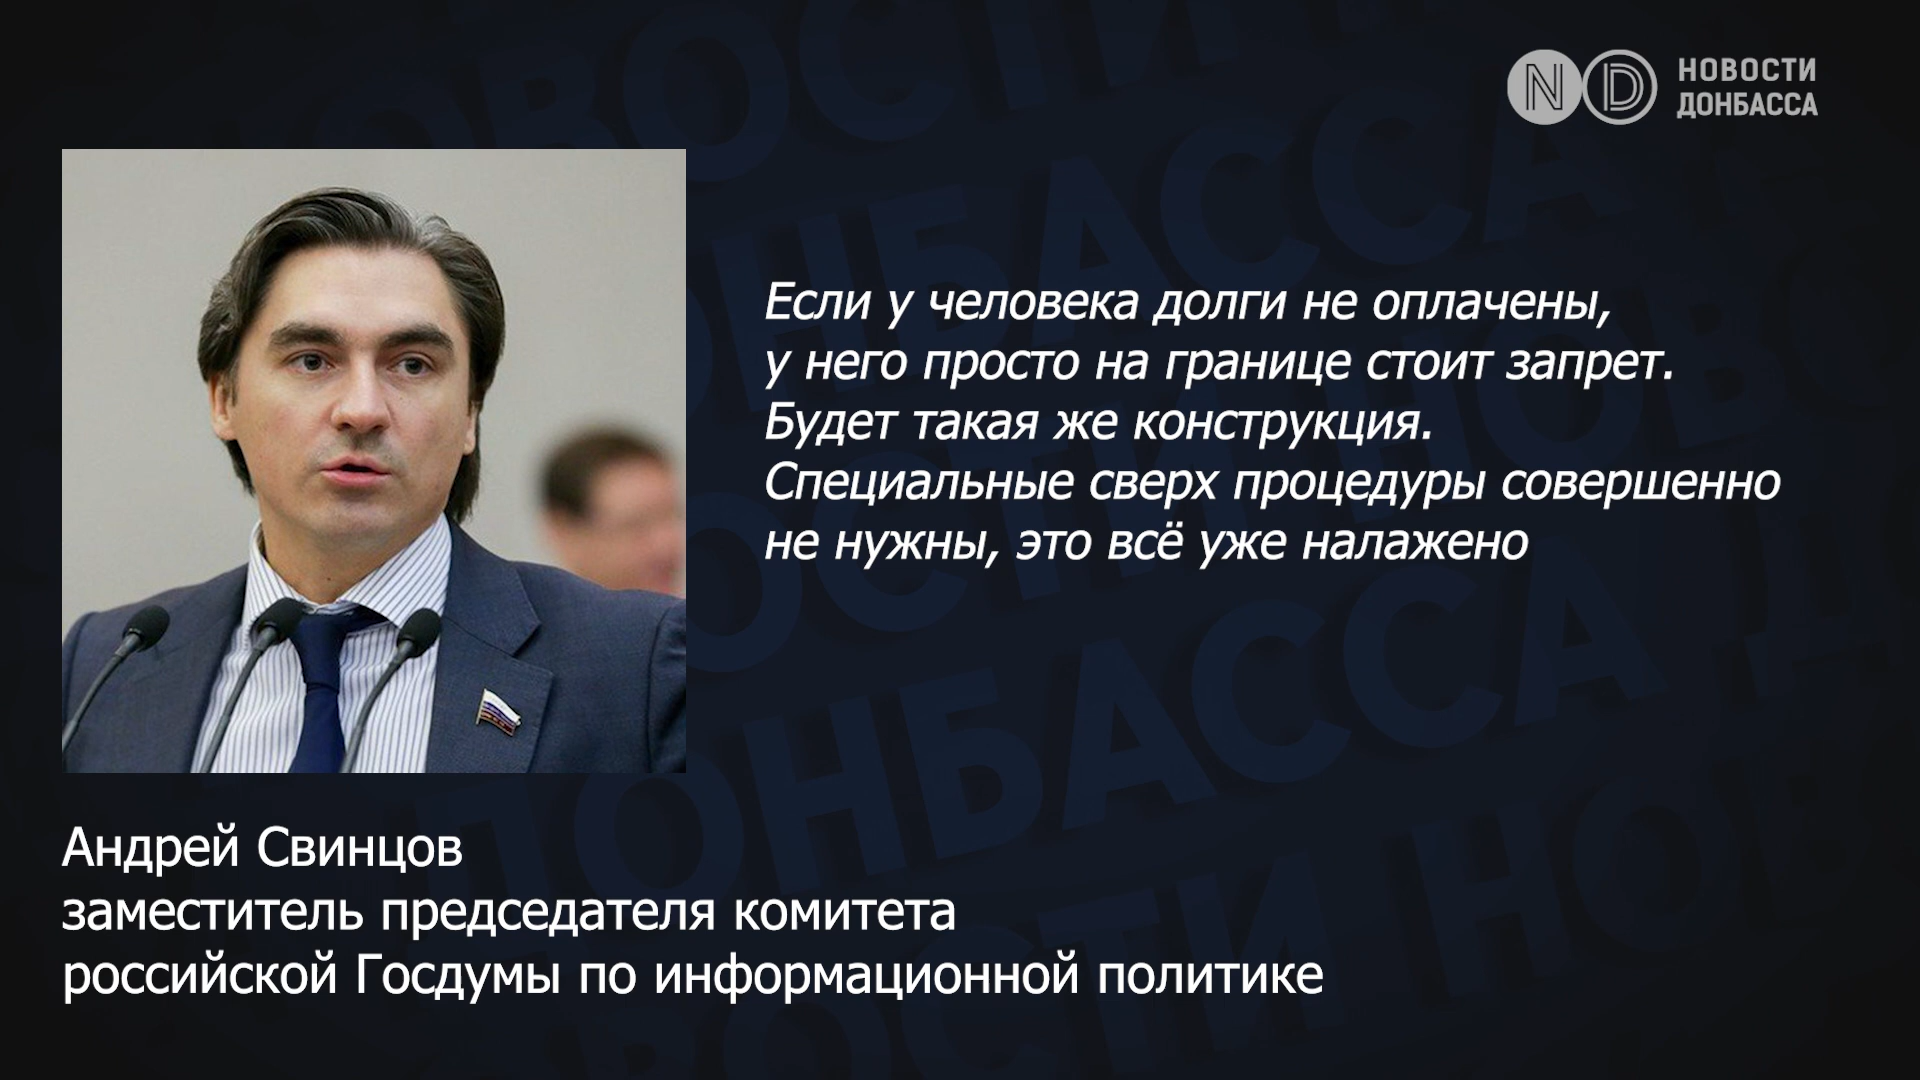 ND НОВОСТИ
ДОНБАССА
Если у человека долги не оплачены,
у него просто на границе стоит запрет.
Будет такая же конструкция.
Специальные сверх процедуры совершенно
не нужны, это всё уже налажено
Андрей Свинцов
заместитель председателя комитета
российской Госдумы по информационной политике